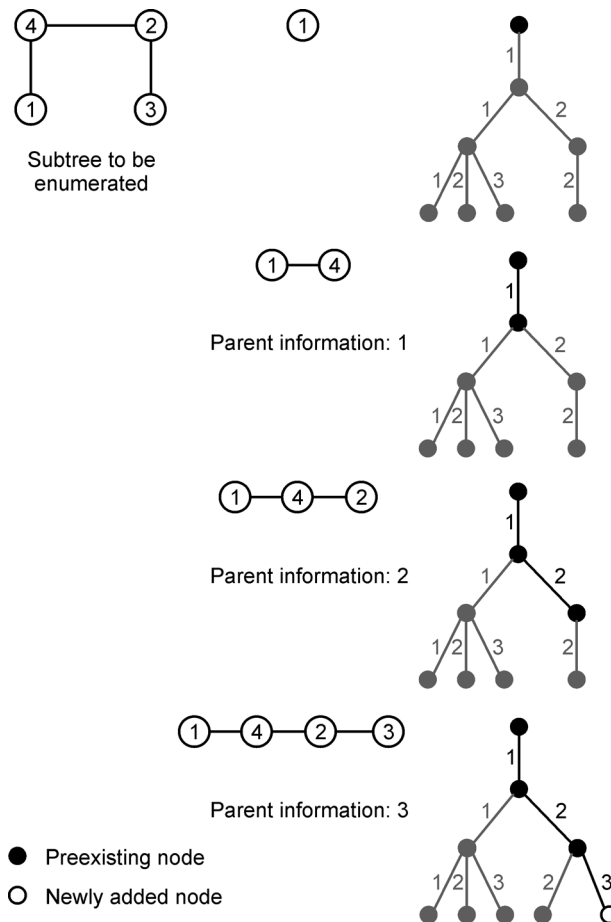 4 2 1 1
1 2
1 3
1 2 3 2
Subtree to be
enumerated
1 4 1
Parent information: 1 1 2
1 2 3 2
1 4 2 1
Parent information: 2 1 2
1 2 3 2
1 4 2 3 1
Parent information: 3 1 2
Preexisting node 1 2 3 2 3
Newly added node